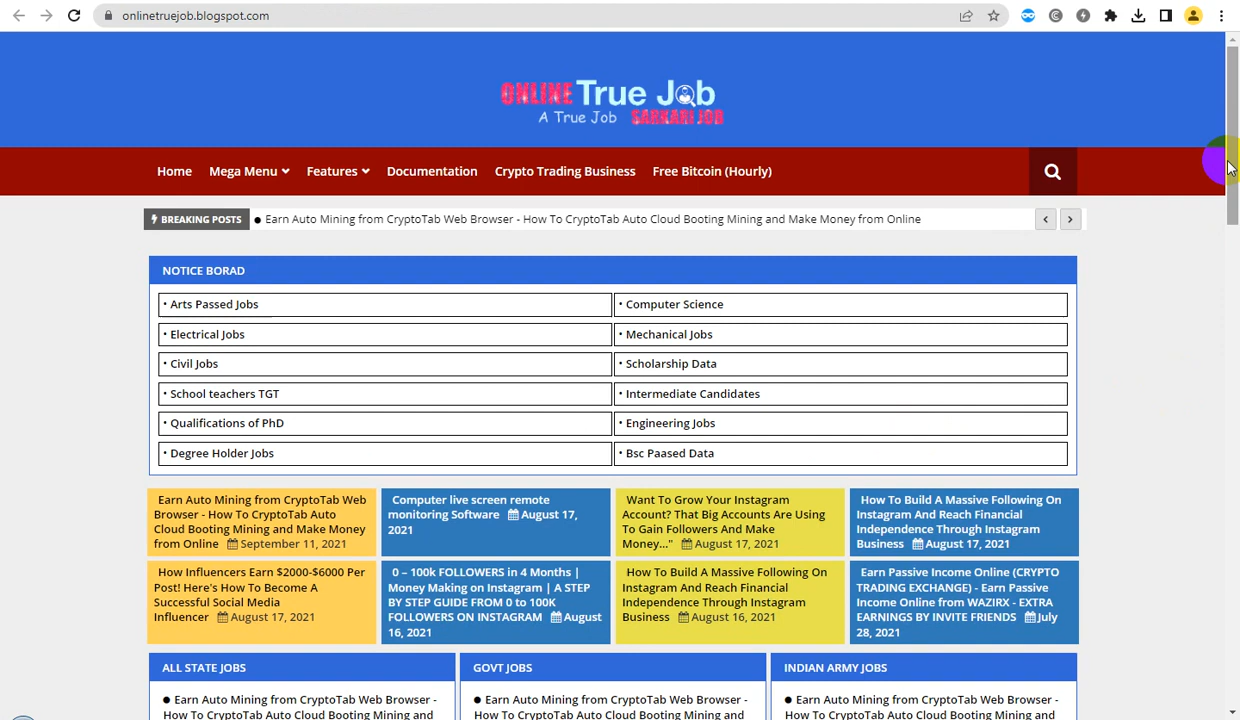 onlinetruejob.blogspot.com
ONLINE True Job
A True Job SARKARI JOB
Home Mega Menu Features Documentation Crypto Trading Business Free Bitcoin (Hourly)
BREAKING POSTS ● Earn Auto Mining from CryptoTab Web Browser - How To CryptoTab Auto Cloud Booting Mining and Make Money from Online
NOTICE BORAD
• Arts Passed Jobs
• Computer Science
• Electrical Jobs
• Mechanical Jobs
• Civil Jobs
• Scholarship Data
• School teachers TGT
• Intermediate Candidates
• Qualifications of PhD
• Engineering Jobs
• Degree Holder Jobs
• Bsc Paased Data
Earn Auto Mining from CryptoTab Web
Browser - How To CryptoTab Auto
Cloud Booting Mining and Make Money
from Online September 11, 2021
Computer live screen remote
monitoring Software August 17,
2021
Want To Grow Your Instagram
Account? That Big Accounts Are Using
To Gain Followers And Make
Money..." August 17, 2021
How To Build A Massive Following On
Instagram And Reach Financial
Independence Through Instagram
Business August 17, 2021
How Influencers Earn $2000-$6000 Per
Post! Here's How To Become A
Successful Social Media
Influencer August 17, 2021
0 – 100k FOLLOWERS in 4 Months |
Money Making on Instagram | A STEP
BY STEP GUIDE FROM 0 to 100K
FOLLOWERS ON INSTAGRAM August
16, 2021
How To Build A Massive Following On
Instagram And Reach Financial
Independence Through Instagram
Business August 16, 2021
Earn Passive Income Online (CRYPTO
TRADING EXCHANGE) - Earn Passive
Income Online from WAZIRX - EXTRA
EARNINGS BY INVITE FRIENDS July
28, 2021
ALL STATE JOBS
● Earn Auto Mining from CryptoTab Web Browser -
How To CryptoTab Auto Cloud Booting Mining and
GOVT JOBS
● Earn Auto Mining from CryptoTab Web Browser -
How To CryptoTab Auto Cloud Booting Mining and
INDIAN ARMY JOBS
● Earn Auto Mining from CryptoTab Web Browser -
How To CryptoTab Auto Cloud Booting Mining and